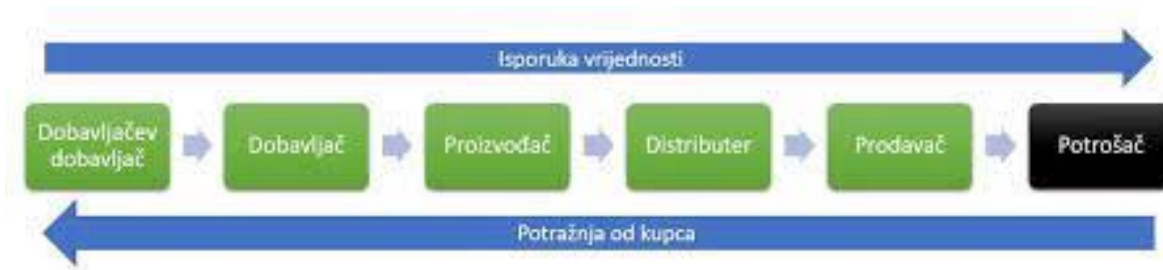 Isporuka vrijednosti
Dobavljačev
dobavljač
Dobavljač
Proizvođač
Distributer
Prodavač
Potrošač
Potražnja od kupca